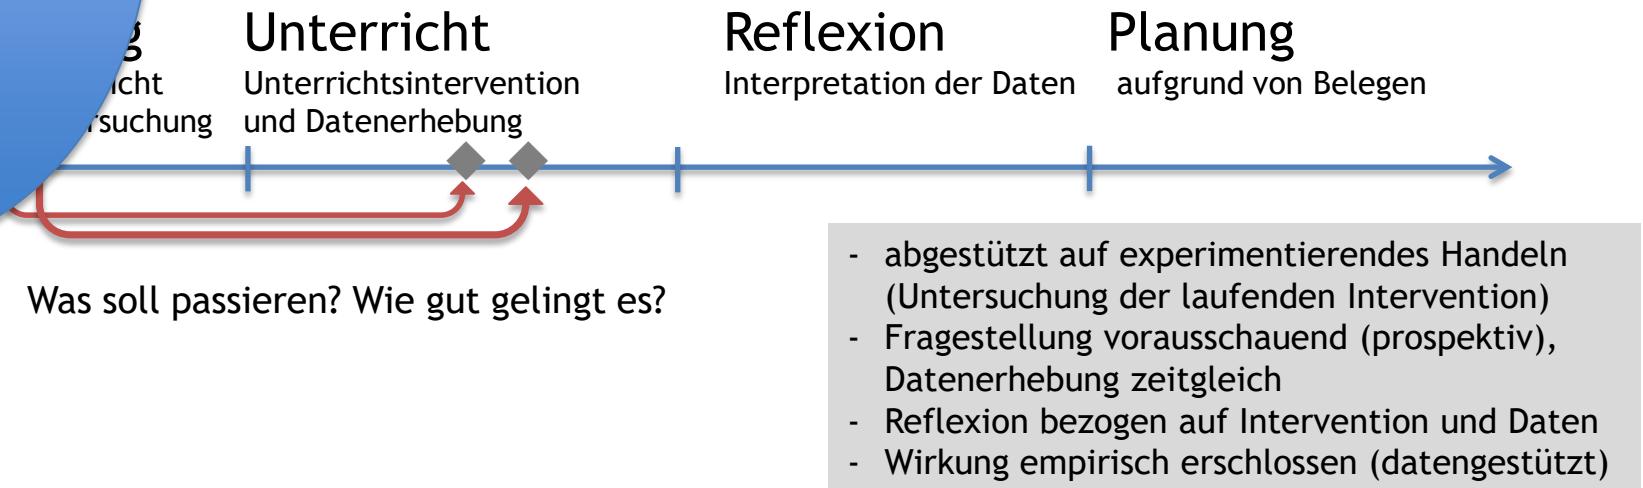 Unterricht
Reflexion
Planung
Unterrichtsintervention
Interpretation der Daten
aufgrund von Belegen
und Datenerhebung
Was soll passieren? Wie gut gelingt es?
- abgestützt auf experimentierendes Handeln
(Untersuchung der laufenden Intervention)
- Fragestellung vorausschauend (prospektiv),
Datenerhebung zeitgleich
- Reflexion bezogen auf Intervention und Daten
- Wirkung empirisch erschlossen (datengestützt)